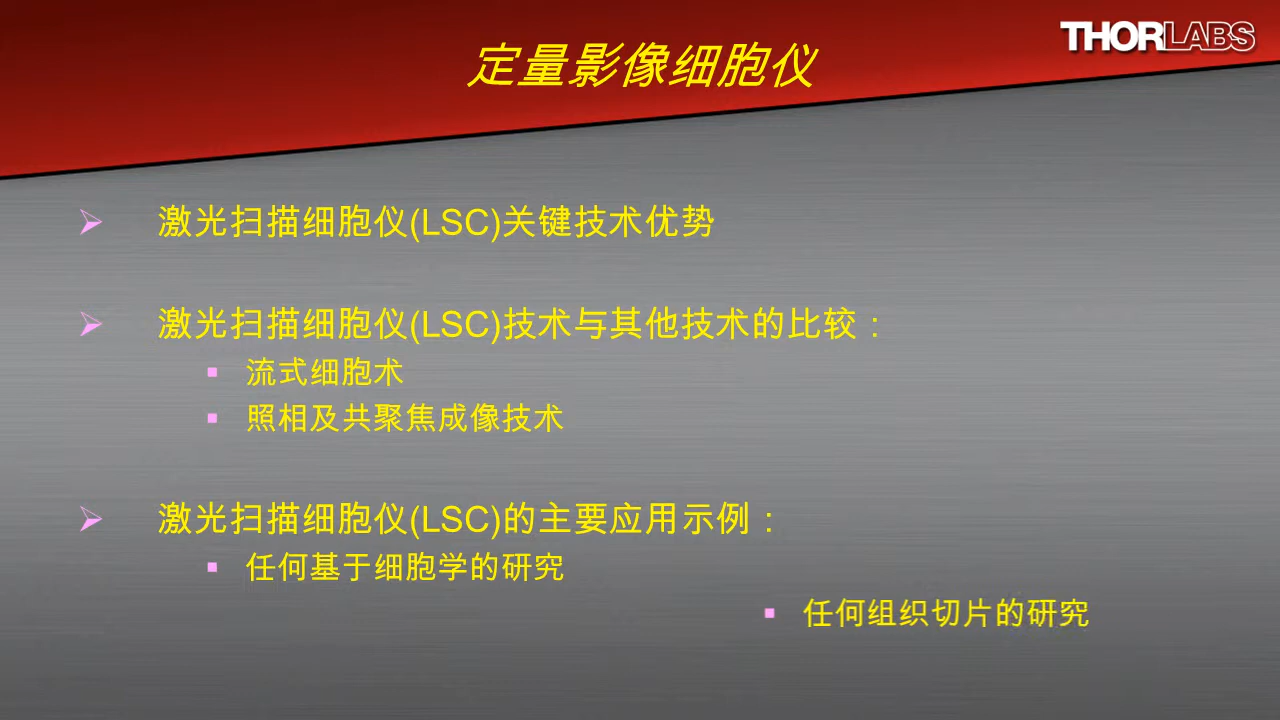 THORLABS
定量影像细胞仪
激光扫描细胞仪(LSC)关键技术优势
激光扫描细胞仪(LSC)技术与其他技术的比较：
流式细胞术
照相及共聚焦成像技术
激光扫描细胞仪(LSC)的主要应用示例：
任何基于细胞学的研究
任何组织切片的研究